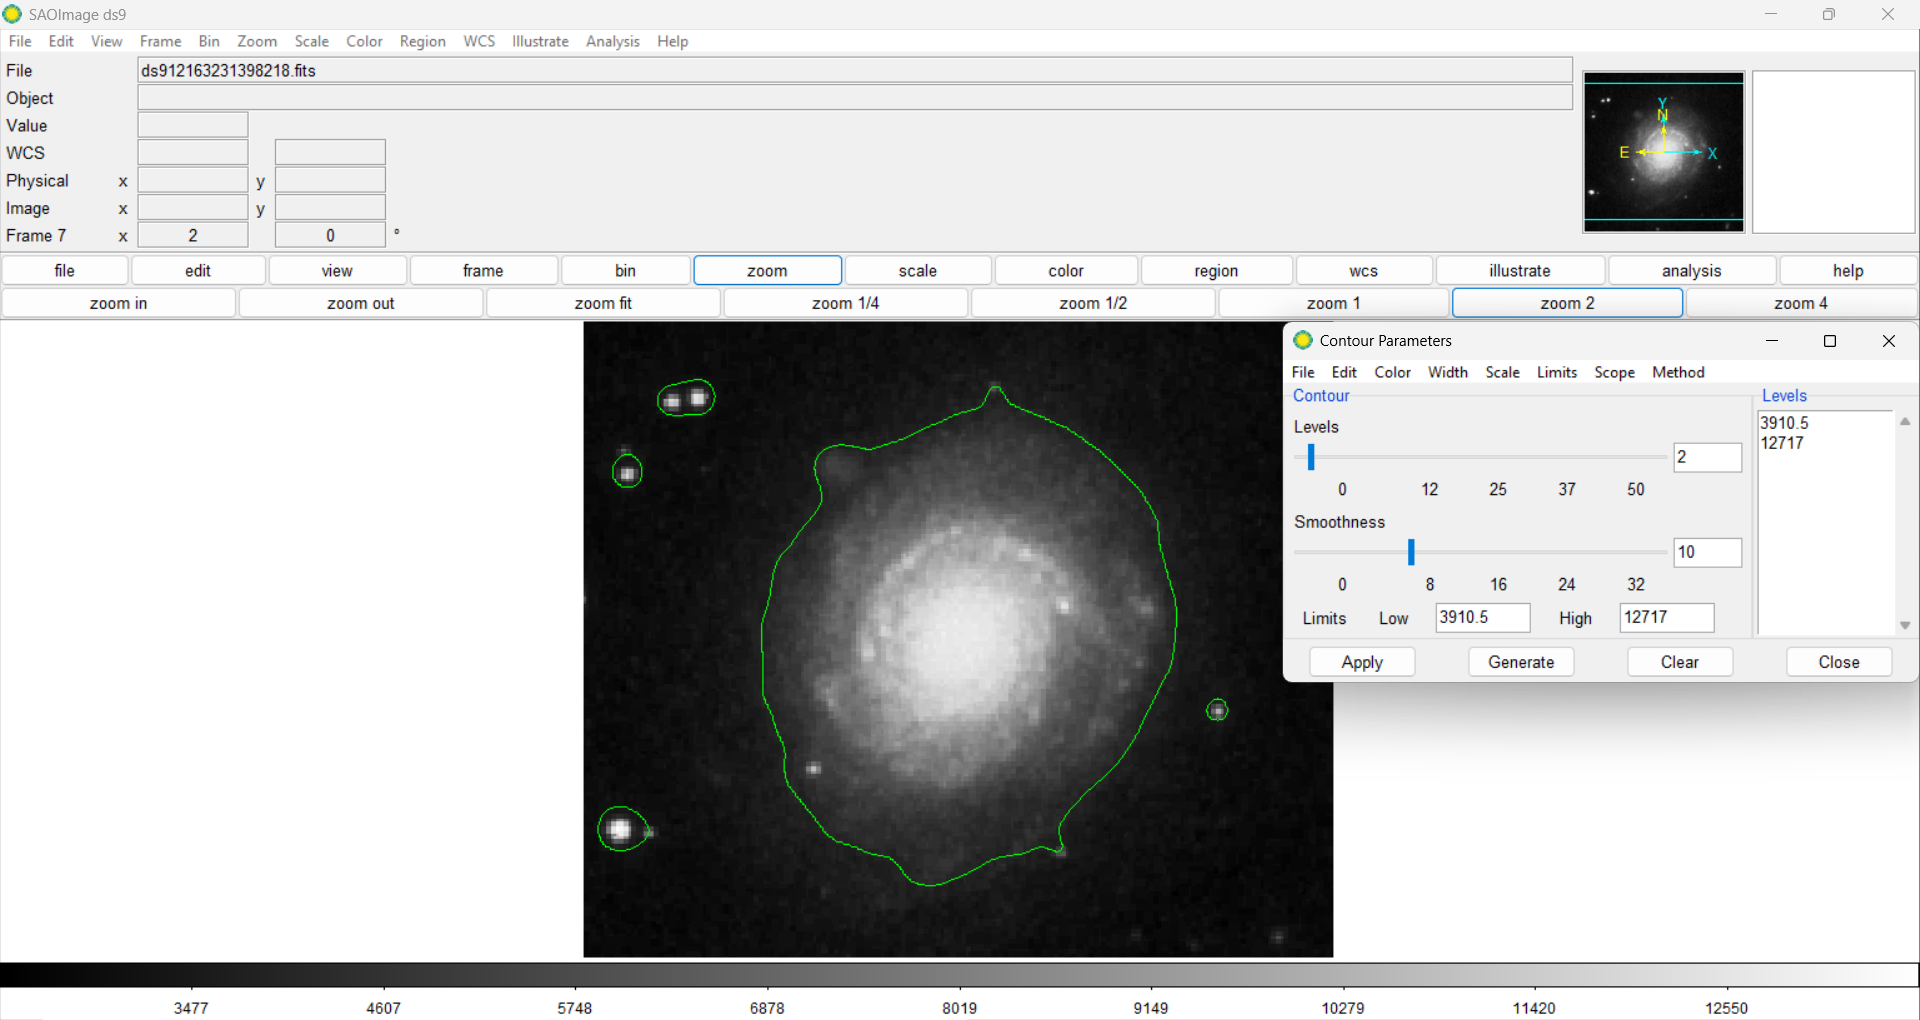 SAOImage ds9
File Edit View Frame Bin Zoom Scale Color Region WCS Illustrate Analysis Help
File ds912163231398218.fits
Object
Value
WCS
Physical x y
Image x y
Frame 7 x 2 0 °
Y
N
E X
file edit view frame bin zoom scale color region wcs illustrate analysis help
zoom in zoom out zoom fit zoom 1/4 zoom 1/2 zoom 1 zoom 2 zoom 4
Contour Parameters
File Edit Color Width Scale Limits Scope Method
Contour
Levels
2
0 12 25 37 50
Smoothness
10
0 8 16 24 32
Limits Low 3910.5 High 12717
Levels
3910.5
12717
Apply Generate Clear Close
3477 4607 5748 6878 8019 9149 10279 11420 12550